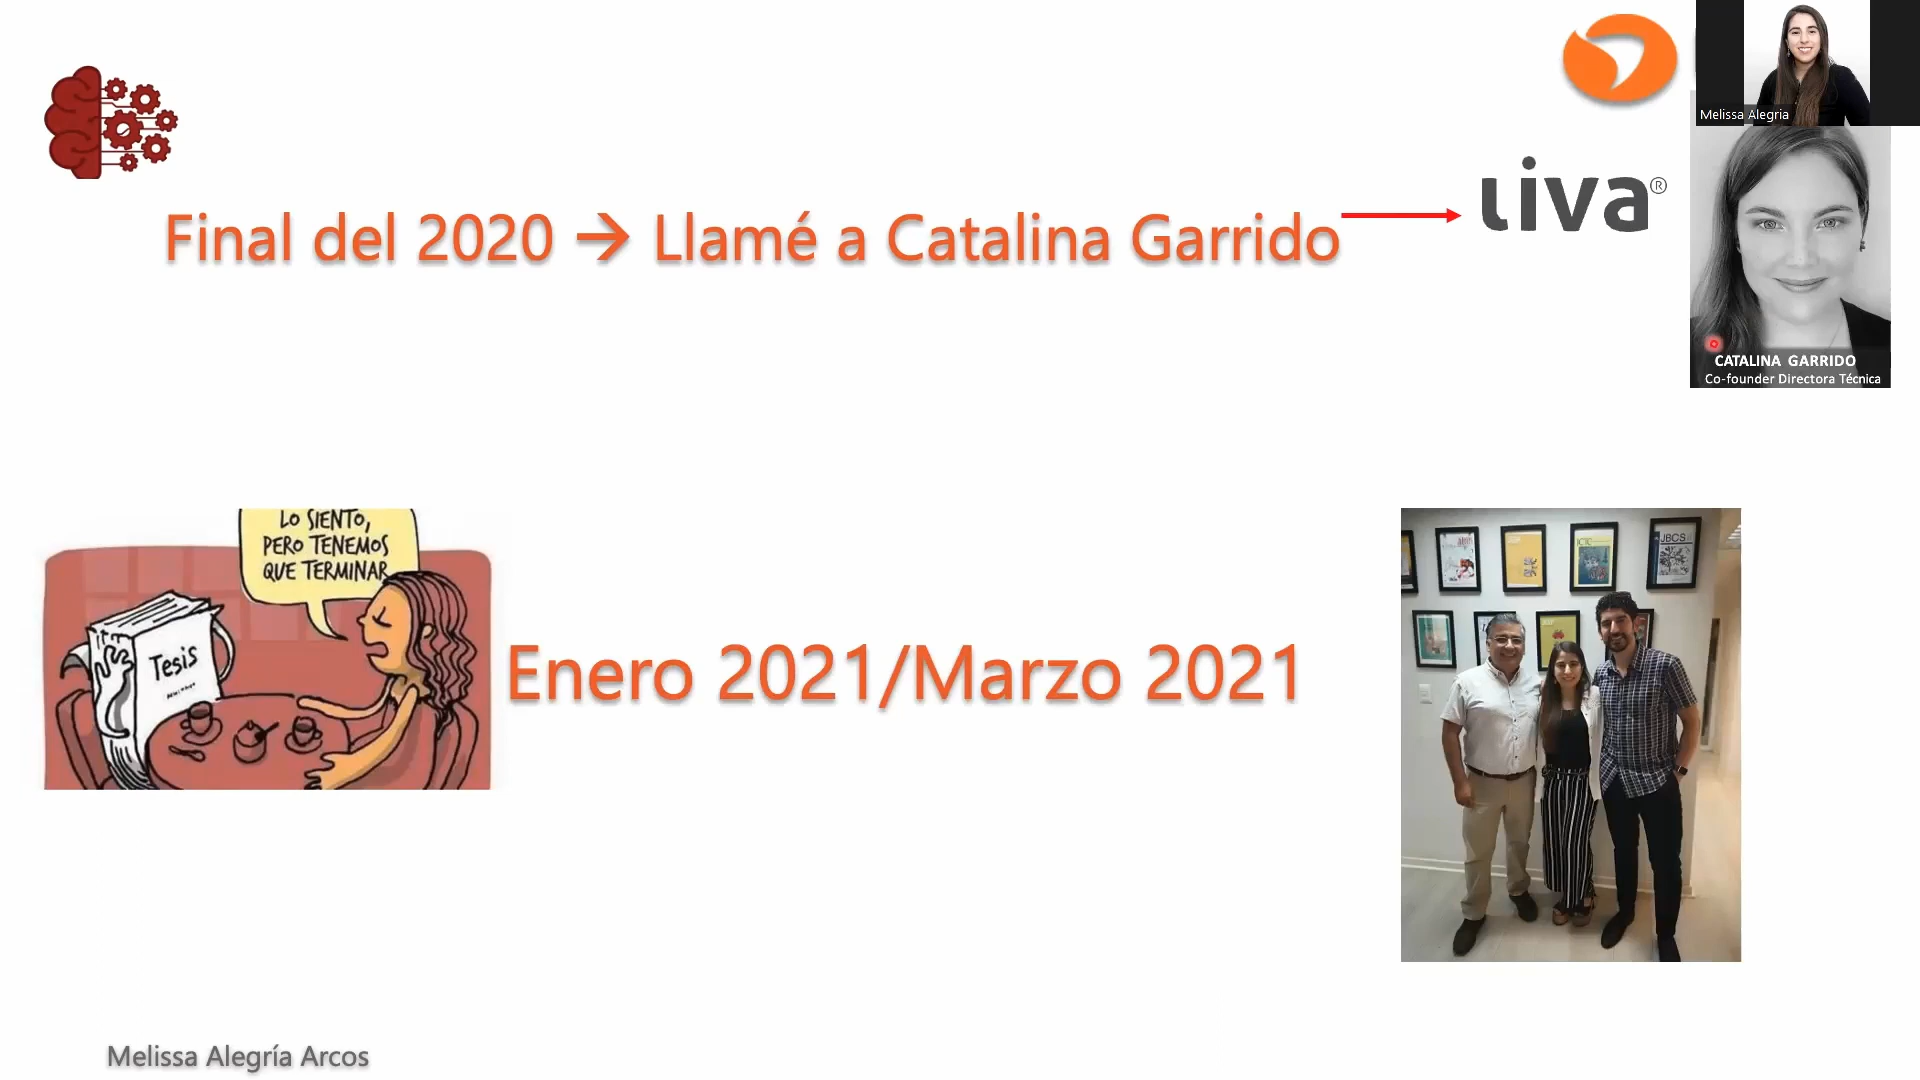 Melissa Alegria
Final del 2020 → Llamé a Catalina Garrido
liva®
CATALINA GARRIDO
Co-founder Directora Técnica
LO SIENTO,
PERO TENEMOS
QUE TERMINAR
Tesis
Enero 2021/Marzo 2021
JBCS
Melissa Alegría Arcos